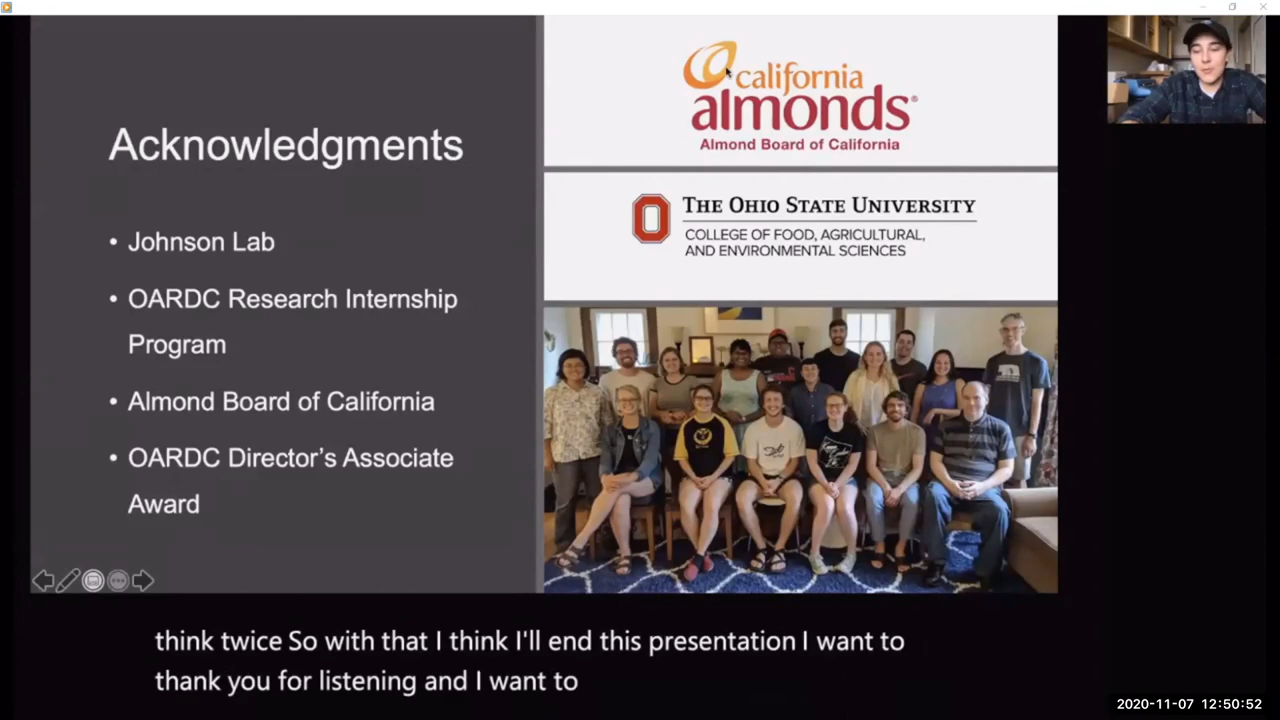 Acknowledgments
• Johnson Lab
• OARDC Research Internship
Program
• Almond Board of California
• OARDC Director's Associate
Award
california
almonds®
Almond Board of California
THE OHIO STATE UNIVERSITY
COLLEGE OF FOOD, AGRICULTURAL,
AND ENVIRONMENTAL SCIENCES
think twice So with that I think I'll end this presentation I want to
thank you for listening and I want to
2020-11-07 12:50:52